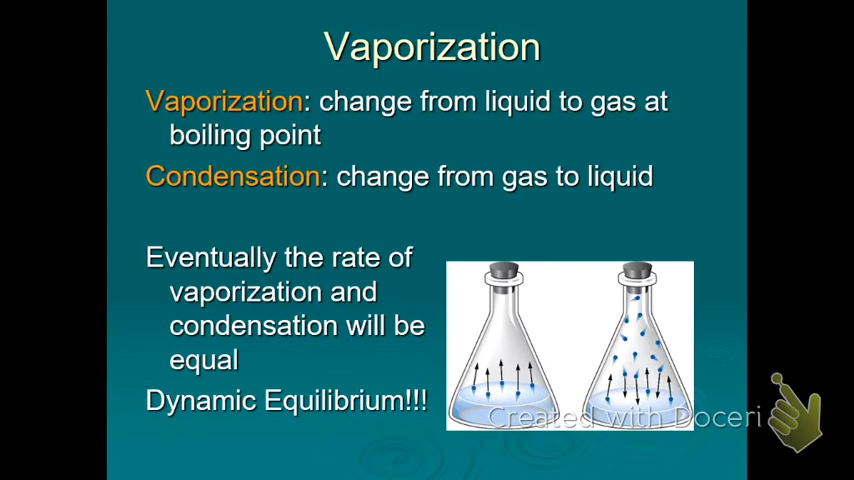 Vaporization
Vaporization: change from liquid to gas at
boiling point
Condensation: change from gas to liquid
Eventually the rate of
vaporization and
condensation will be
equal
Dynamic Equilibrium!!!
Created with Doceri